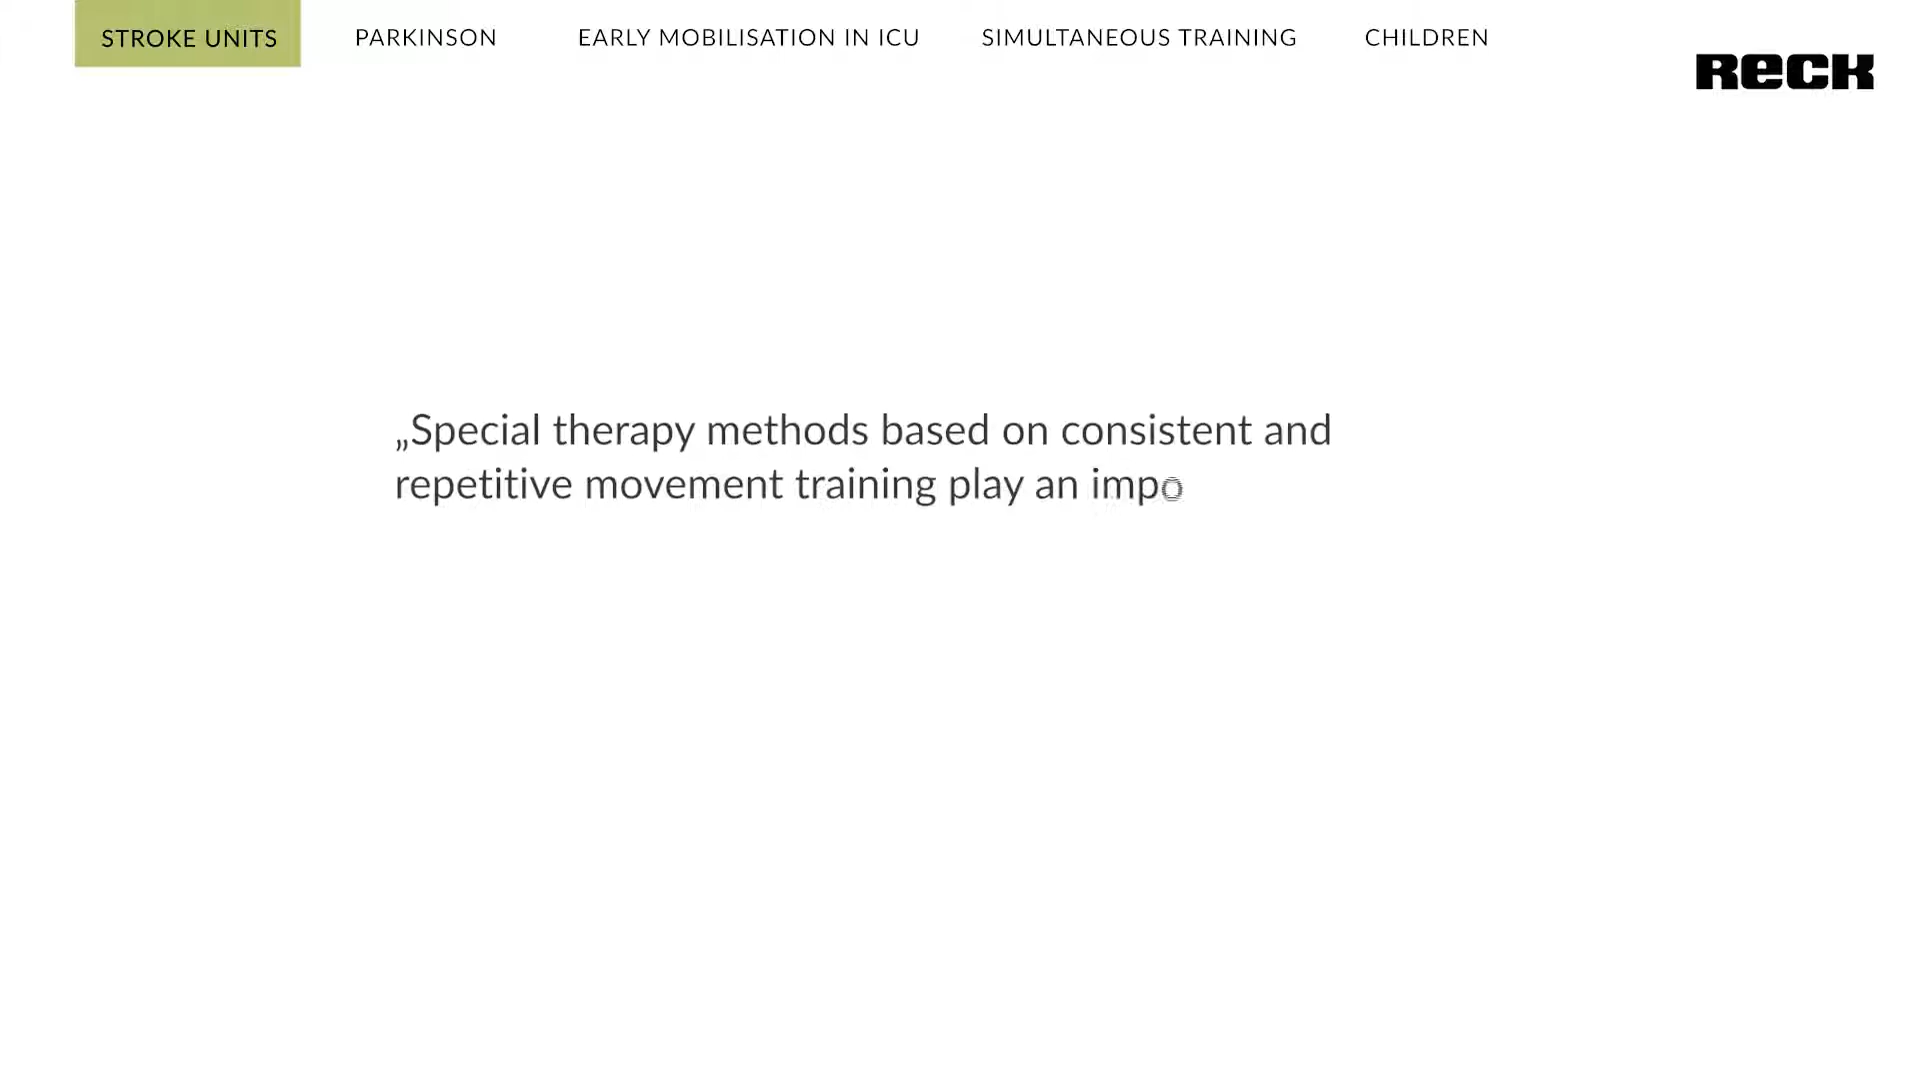 STROKE UNITS PARKINSON EARLY MOBILISATION IN ICU SIMULTANEOUS TRAINING CHILDREN
RECK
„Special therapy methods based on consistent and
repetitive movement training play an impo